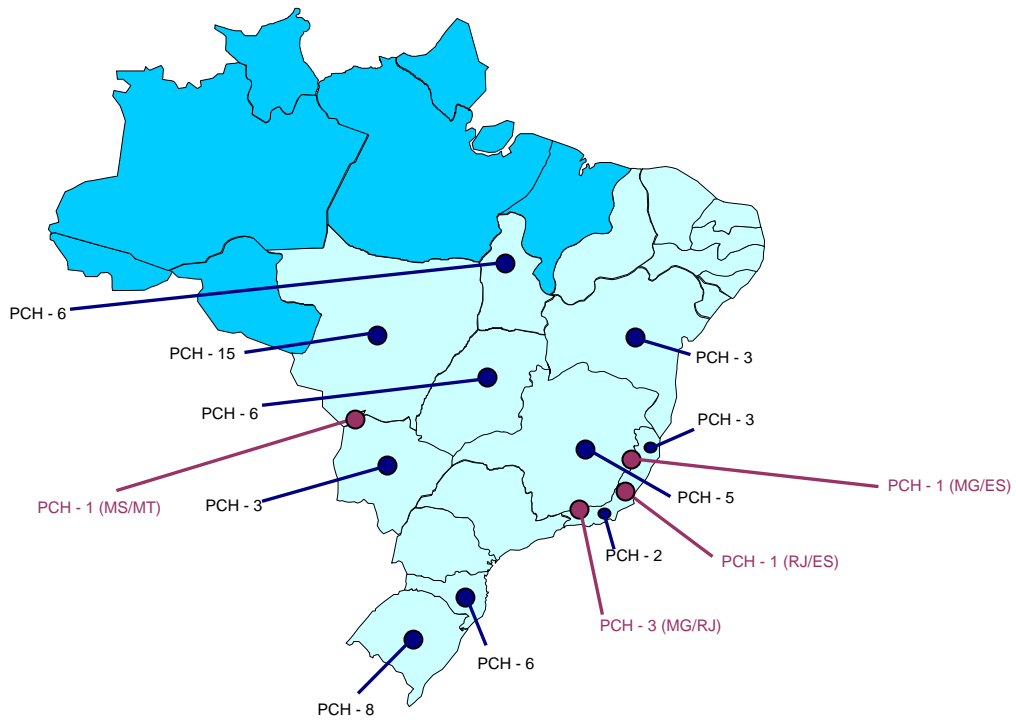 PCH - 6
PCH - 15
PCH - 3
PCH - 6
PCH - 3
PCH - 1 (MG/ES)
PCH - 5
PCH - 3
PCH - 1 (MS/MT)
PCH - 2
PCH - 1 (RJ/ES)
PCH - 3 (MG/RJ)
PCH - 6
PCH - 8